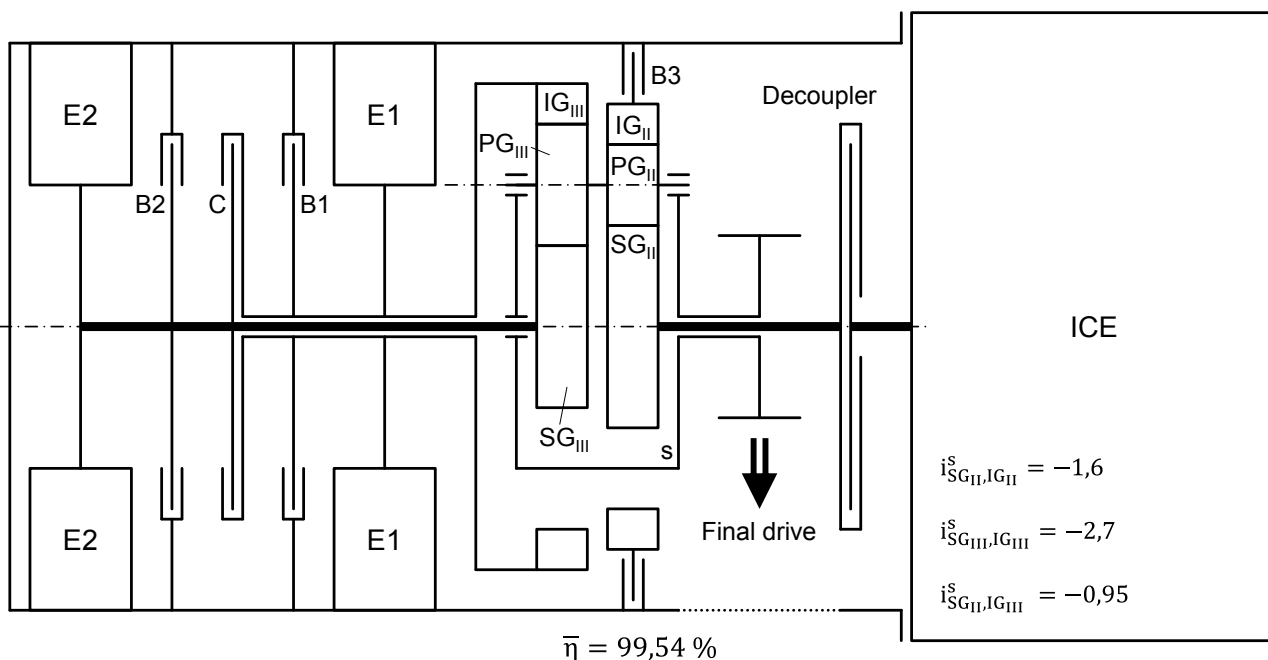 E2
E1
B3
Decoupler
IG_III
IG_II
PG_III
PG_II
B2
C
B1
SG_II
ICE
SG_III
s
E2
E1
Final drive
i^s_SG_II,IG_II = −1,6
i^s_SG_III,IG_III = −2,7
i^s_SG_II,IG_III = −0,95
η̅ = 99,54 %